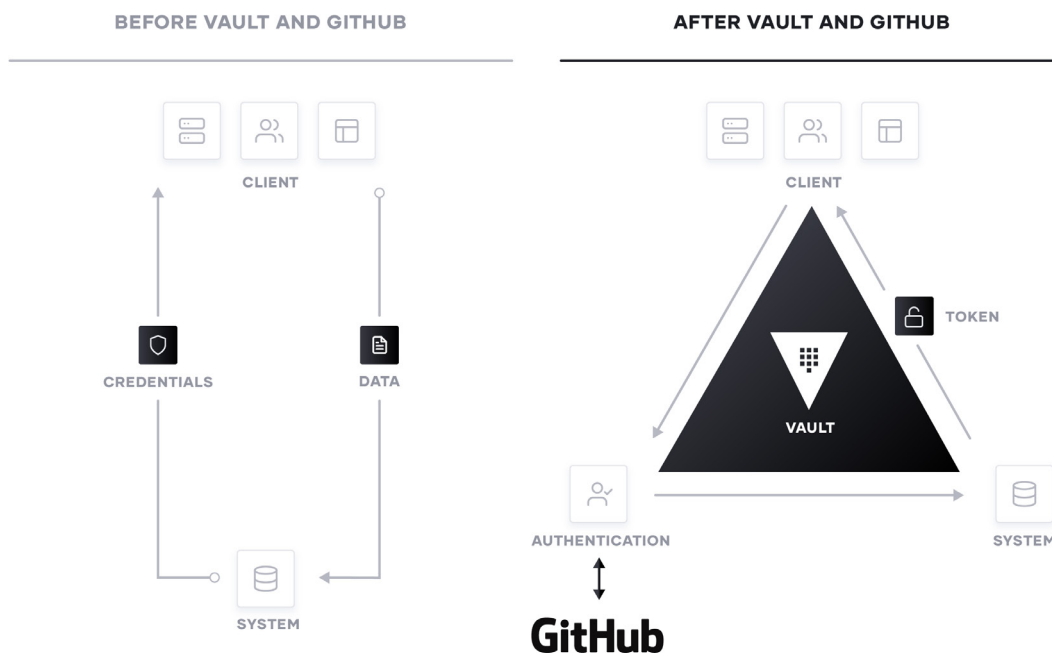 BEFORE VAULT AND GITHUB
CLIENT
CREDENTIALS
DATA
SYSTEM
AFTER VAULT AND GITHUB
CLIENT
TOKEN
VAULT
AUTHENTICATION
SYSTEM
GitHub